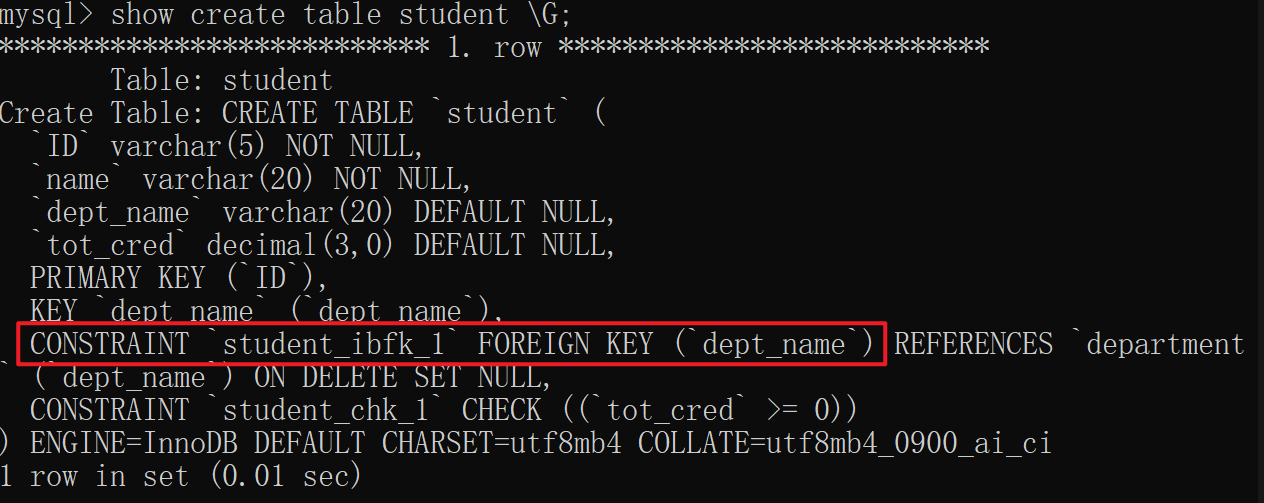 mysql> show create table student \G;
*************************** 1. row ***************************
       Table: student
Create Table: CREATE TABLE `student` (
  `ID` varchar(5) NOT NULL,
  `name` varchar(20) NOT NULL,
  `dept_name` varchar(20) DEFAULT NULL,
  `tot_cred` decimal(3,0) DEFAULT NULL,
  PRIMARY KEY (`ID`),
  KEY `dept_name` (`dept_name`),
  CONSTRAINT `student_ibfk_1` FOREIGN KEY (`dept_name`) REFERENCES `department
` (`dept_name`) ON DELETE SET NULL,
  CONSTRAINT `student_chk_1` CHECK ((`tot_cred` >= 0))
) ENGINE=InnoDB DEFAULT CHARSET=utf8mb4 COLLATE=utf8mb4_0900_ai_ci
1 row in set (0.01 sec)